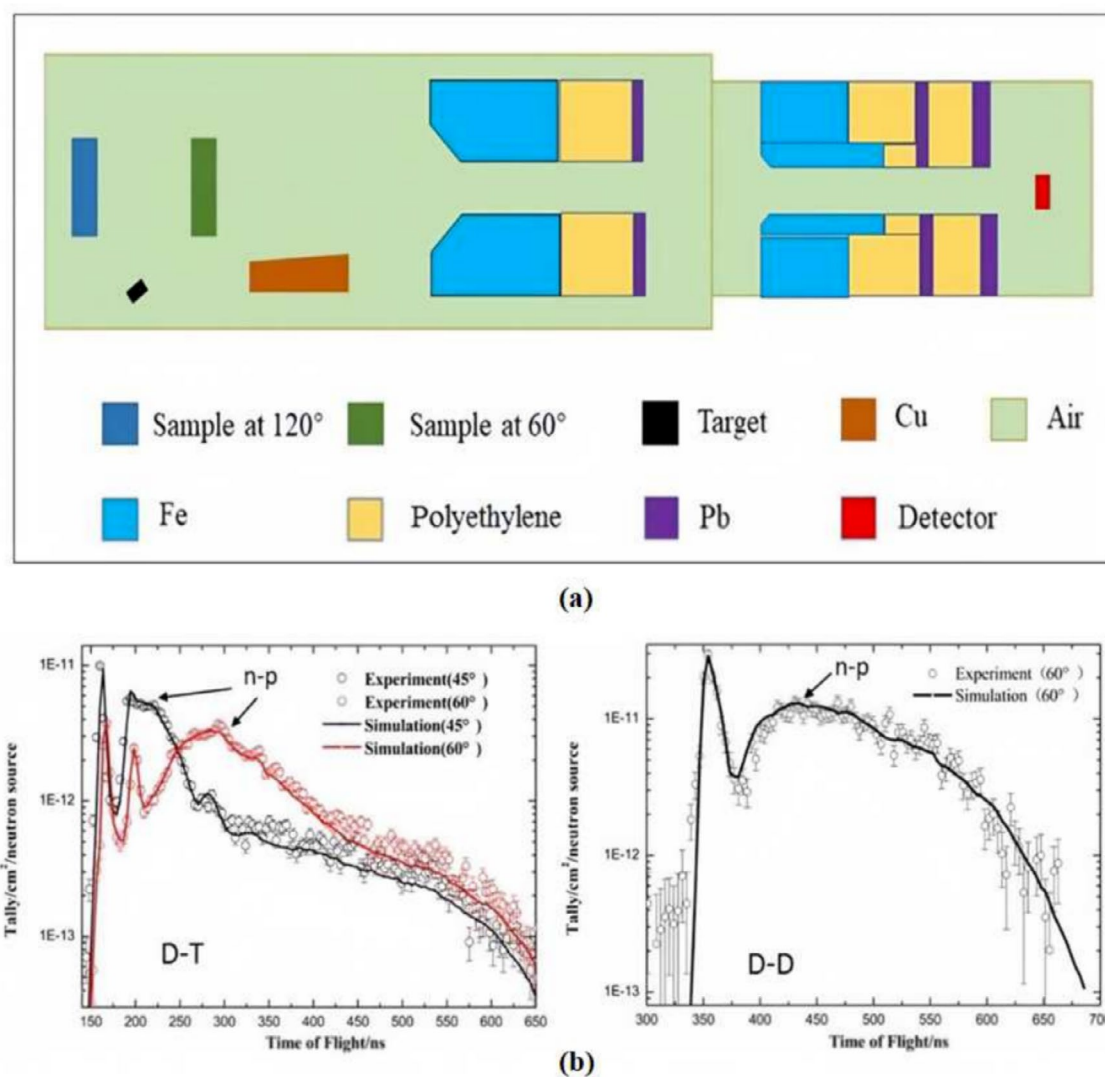 Sample at 120°
Sample at 60°
Target
Cu
Air
Fe
Polyethylene
Pb
Detector
(a)
Tally/cm²/neutron source
1E-11
1E-12
1E-13
n-p
Experiment(45° )
Experiment(60° )
Simulation(45° )
Simulation(60° )
D-T
150 200 250 300 350 400 450 500 550 600 650
Time of Flight/ns
Tally/cm²/neutron source
1E-11
1E-12
1E-13
n-p
Experiment (60° )
Simulation (60° )
D-D
300 350 400 450 500 550 600 650 700
Time of Flight/ns
(b)